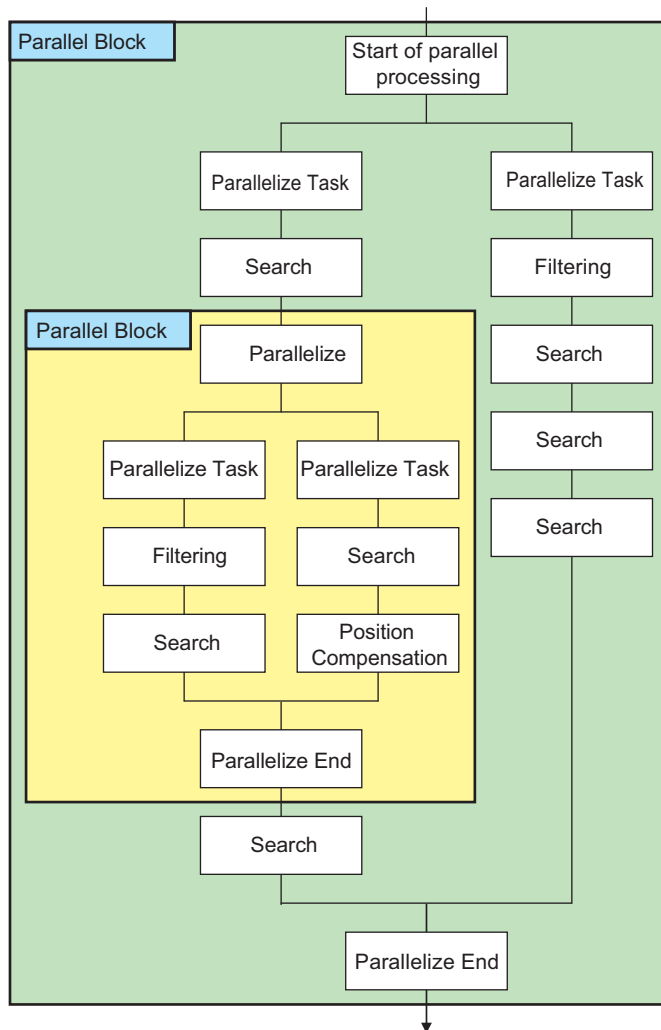 Parallel Block
Start of parallel
processing
Parallelize Task
Parallelize Task
Search
Filtering
Parallel Block
Parallelize
Search
Parallelize Task
Parallelize Task
Search
Filtering
Search
Search
Search
Position
Compensation
Parallelize End
Search
Parallelize End